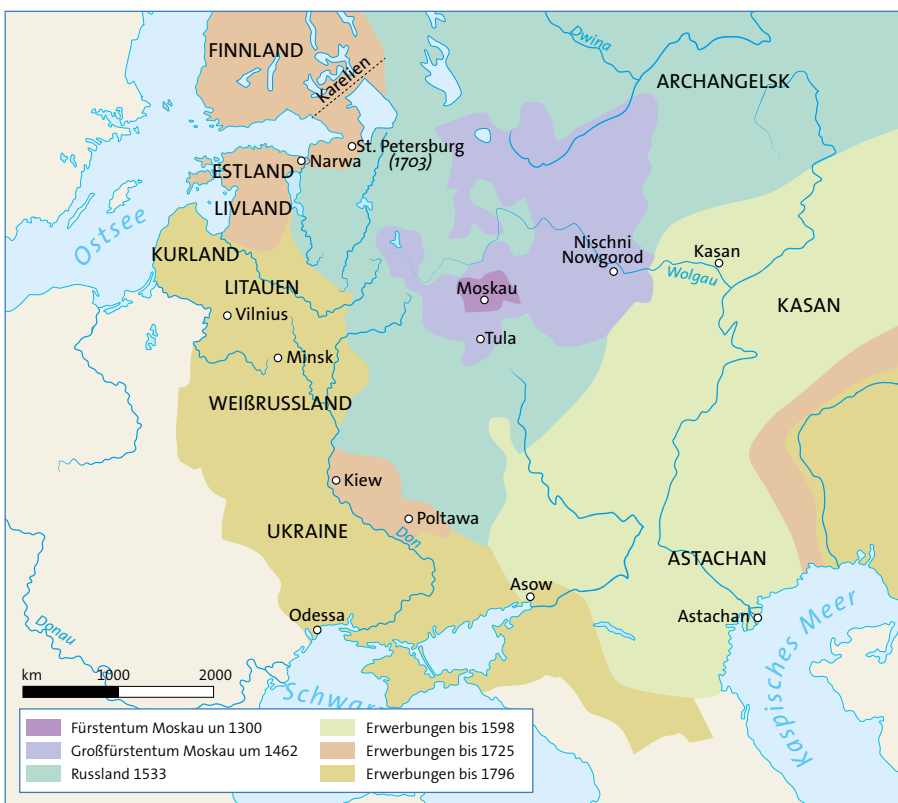 FINNLAND
Karelien
Dwina
ARCHANGELSK
St. Petersburg
(1703)
Narwa
ESTLAND
LIVLAND
Ostsee
KURLAND
LITAUEN
Vilnius
Minsk
WEIẞRUSSLAND
Nischni
Nowgorod
Kasan
Wolgau
KASAN
Moskau
Tula
Kiew
Poltawa
UKRAINE
Don
ASTACHAN
Asow
Astachan
Odessa
Donau
Kaspisches Meer
km 1000 2000
Schwar
Fürstentum Moskau un 1300
Großfürstentum Moskau um 1462
Russland 1533
Erwerbungen bis 1598
Erwerbungen bis 1725
Erwerbungen bis 1796